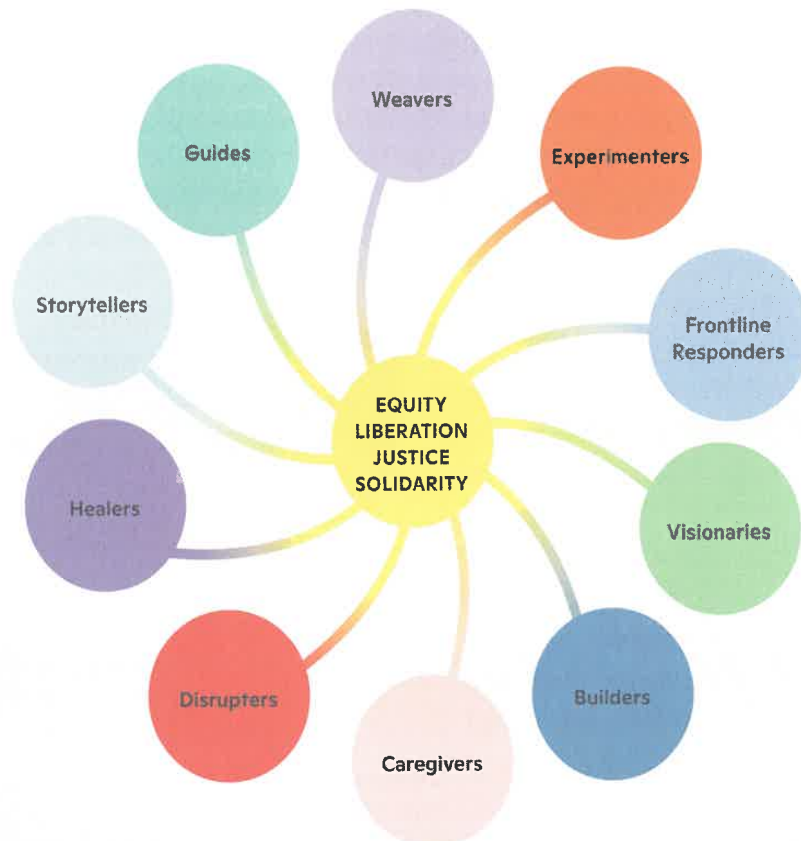 Weavers
Experimenters
Frontline
Responders
Visionaries
Builders
Caregivers
Disrupters
Healers
Storytellers
Guides
EQUITY
LIBERATION
JUSTICE
SOLIDARITY